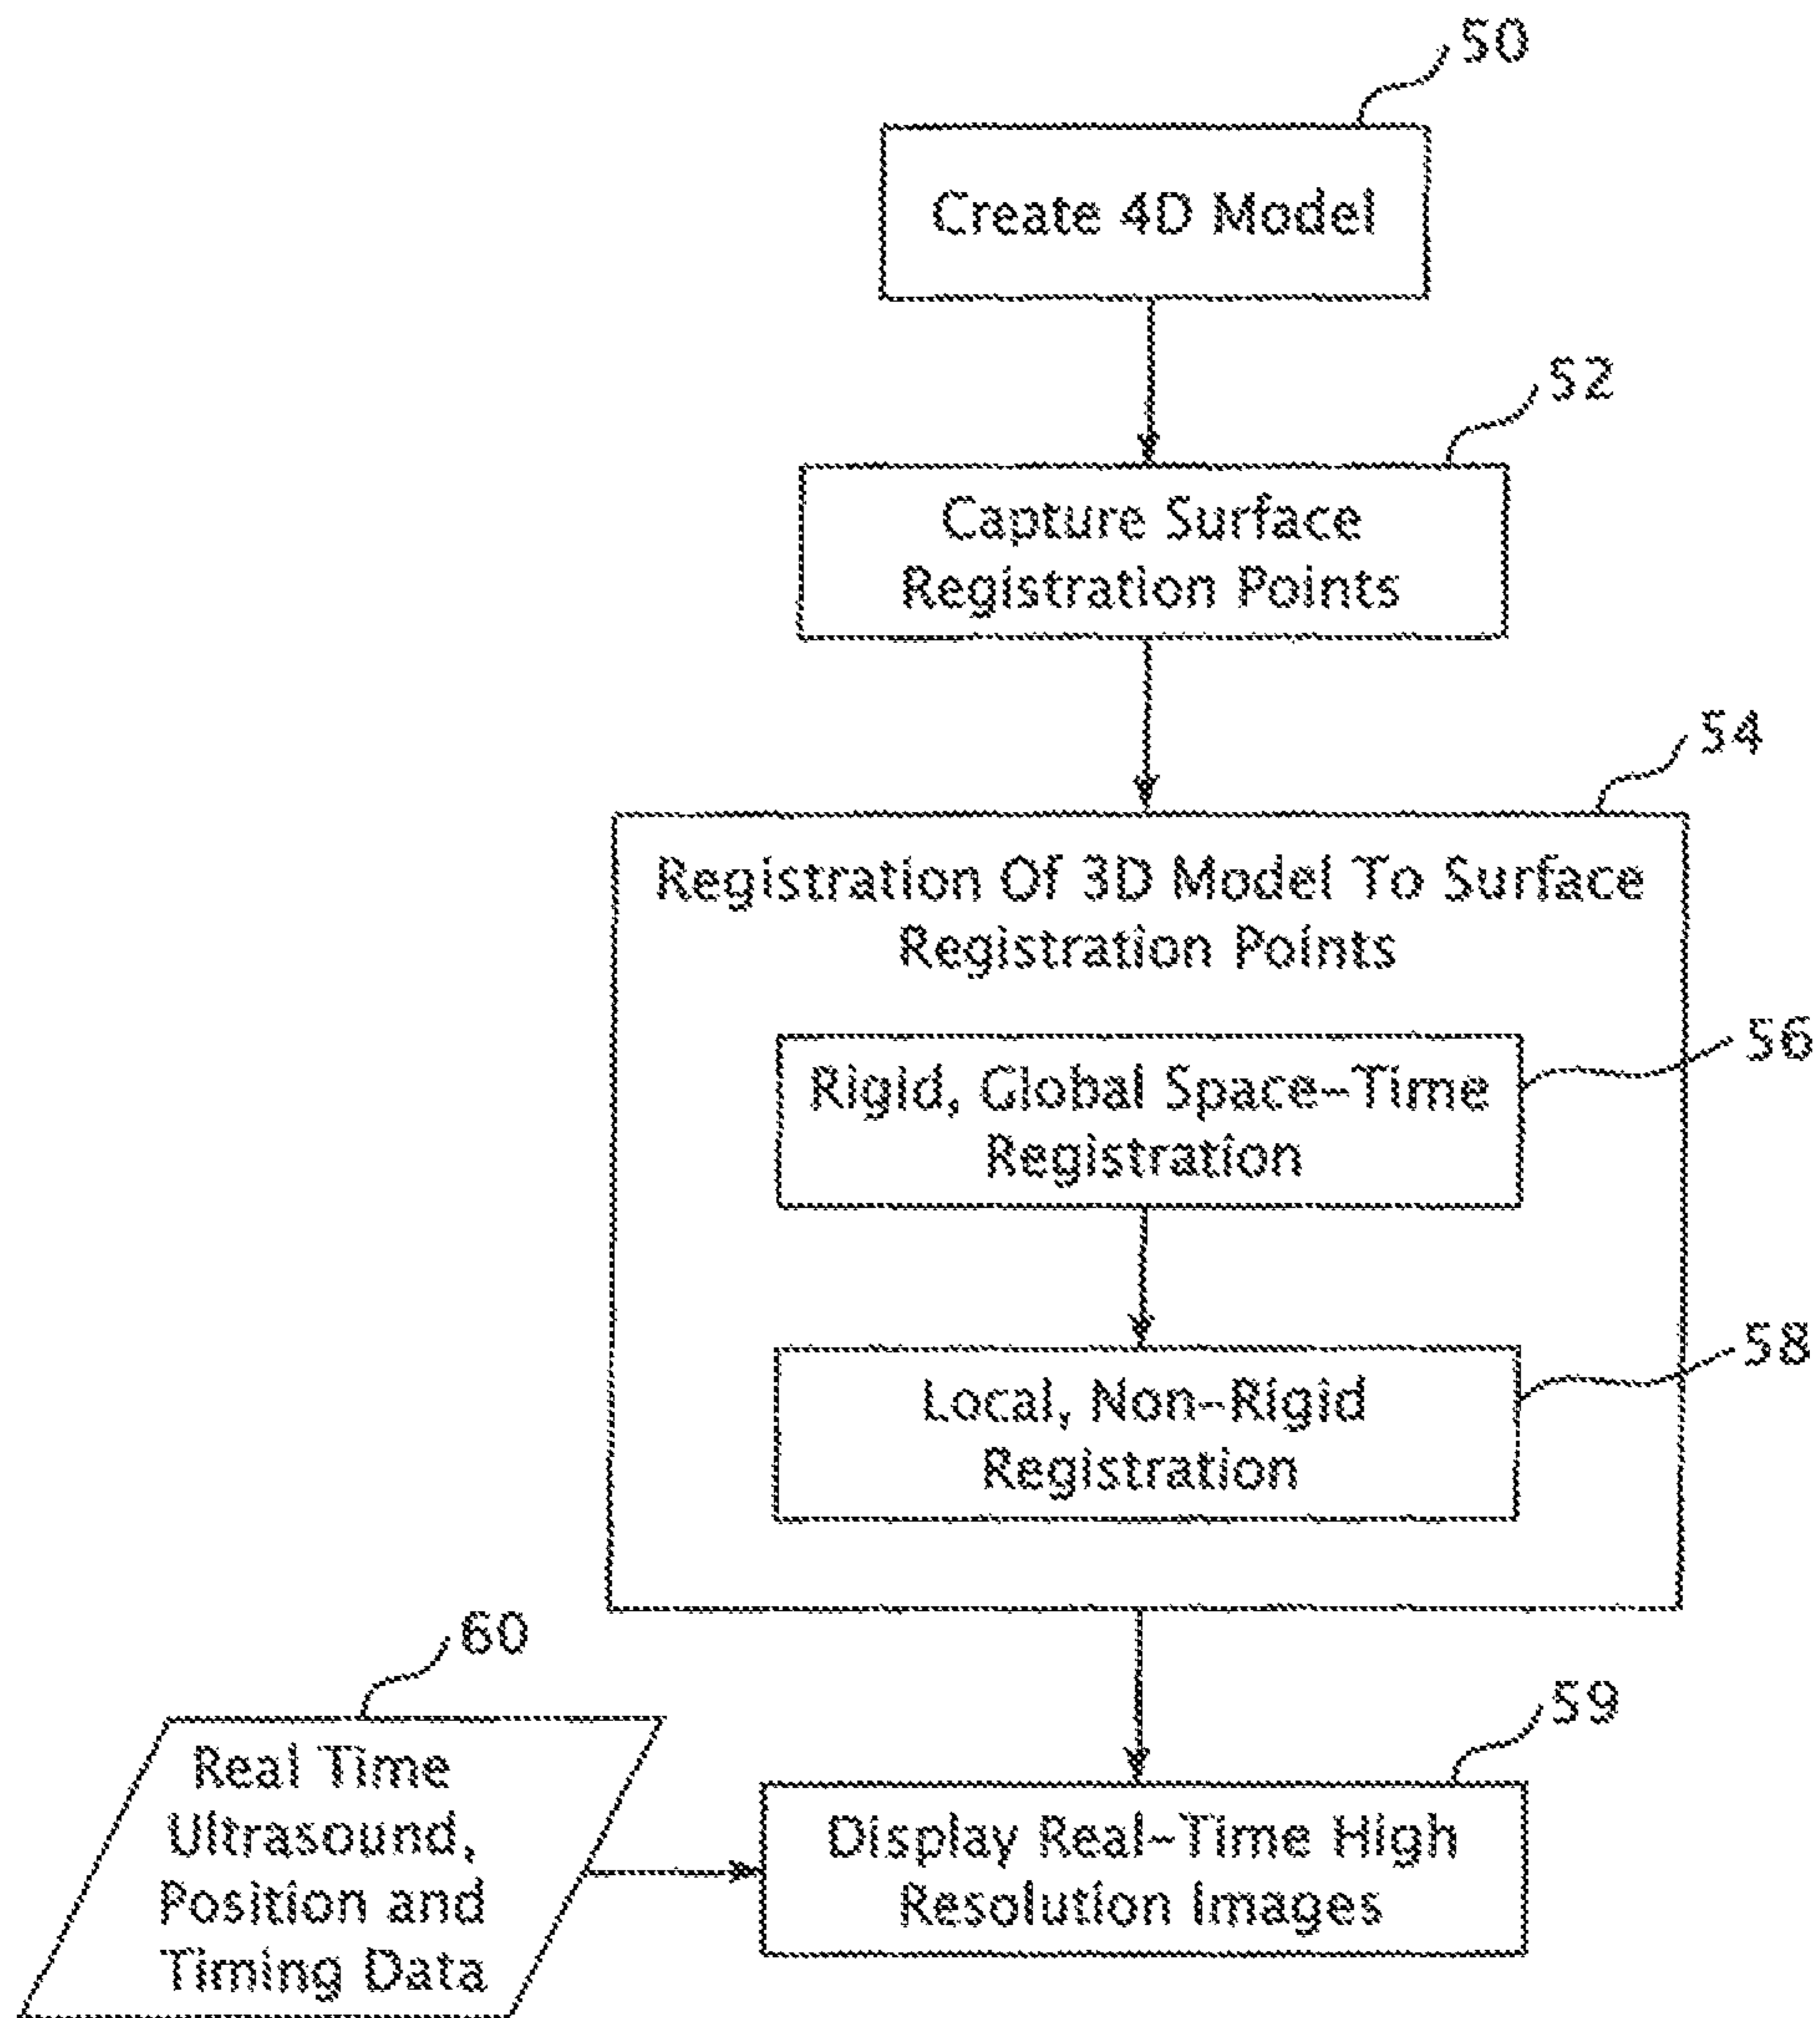 50
Create 4D Model
52
Capture Surface
Registration Points
54
Registration Of 3D Model To Surface
Registration Points
56
Rigid, Global Space-Time
Registration
58
Local, Non-Rigid
Registration
60
Real Time
Ultrasound,
Position and
Timing Data
59
Display Real-Time High
Resolution Images